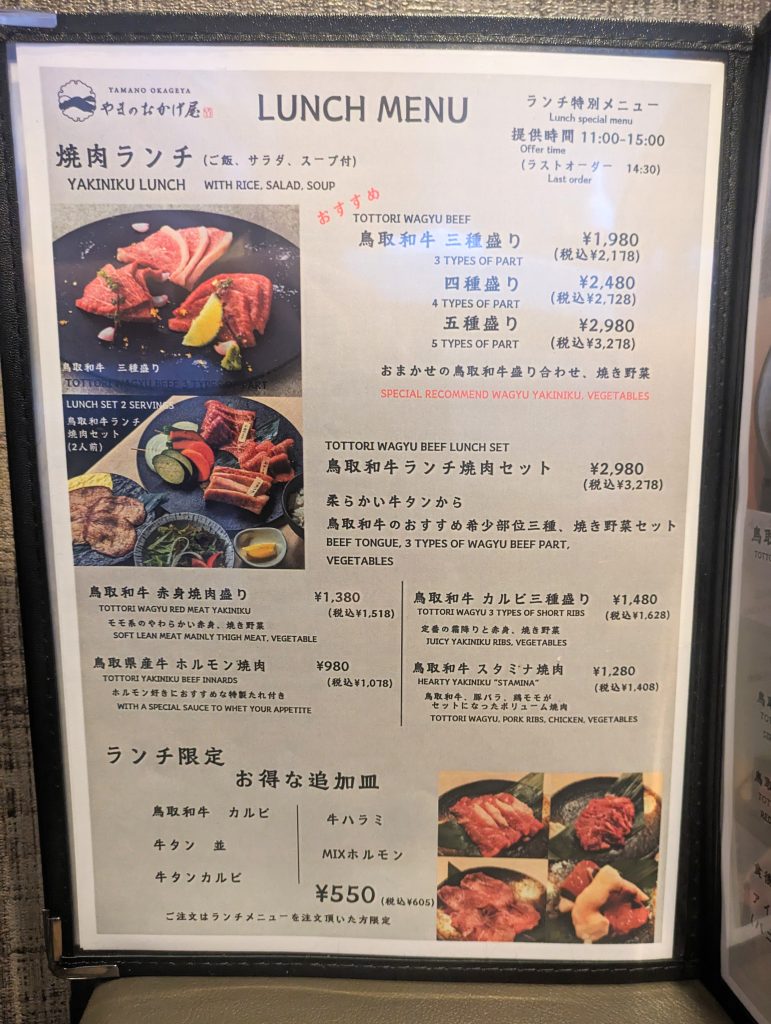 YAMANO OKAGEYA
やまのおかげ屋
LUNCH MENU
ランチ特別メニュー
Lunch special menu
提供時間 11:00-15:00
Offer time
(ラストオーダー 14:30)
Last order
焼肉ランチ (ご飯、サラダ、スープ付)
YAKINIKU LUNCH WITH RICE, SALAD, SOUP
おすすめ
TOTTORI WAGYU BEEF
鳥取和牛 三種盛り ¥1,980
3 TYPES OF PART (税込¥2,178)
四種盛り ¥2,480
4 TYPES OF PART (税込¥2,728)
五種盛り ¥2,980
5 TYPES OF PART (税込¥3,278)
おまかせの鳥取和牛盛り合わせ、焼き野菜
SPECIAL RECOMMEND WAGYU YAKINIKU, VEGETABLES
鳥取和牛 三種盛り
TOTTORI WAGYU BEEF 3 TYPES OF PART
LUNCH SET 2 SERVINGS
鳥取和牛ランチ
焼肉セット
(2人前)
TOTTORI WAGYU BEEF LUNCH SET
鳥取和牛ランチ焼肉セット ¥2,980
(税込¥3,278)
柔らかい牛タンから
鳥取和牛のおすすめ希少部位三種、焼き野菜セット
BEEF TONGUE, 3 TYPES OF WAGYU BEEF PART,
VEGETABLES
鳥取和牛 赤身焼肉盛り ¥1,380
TOTTORI WAGYU RED MEAT YAKINIKU (税込¥1,518)
モモ系のやわらかい赤身、焼き野菜
SOFT LEAN MEAT MAINLY THIGH MEAT, VEGETABLE
鳥取県産牛 ホルモン焼肉 ¥980
TOTTORI YAKINIKU BEEF INNARDS (税込¥1,078)
ホルモン好きにおすすめな特製たれ付き
WITH A SPECIAL SAUCE TO WHET YOUR APPETITE
鳥取和牛 カルビ三種盛り ¥1,480
TOTTORI WAGYU 3 TYPES OF SHORT RIBS (税込¥1,628)
定番の霜降りと赤身、焼き野菜
JUICY YAKINIKU RIBS, VEGETABLES
鳥取和牛 スタミナ焼肉 ¥1,280
HEARTY YAKINIKU "STAMINA" (税込¥1,408)
鳥取和牛、豚バラ、鶏モモが
セットになったボリューム焼肉
TOTTORI WAGYU, PORK RIBS, CHICKEN, VEGETABLES
ランチ限定
お得な追加皿
鳥取和牛 カルビ
牛タン 並
牛タンカルビ
牛ハラミ
MIXホルモン
¥550 (税込¥605)
ご注文はランチメニューを注文頂いた方限定